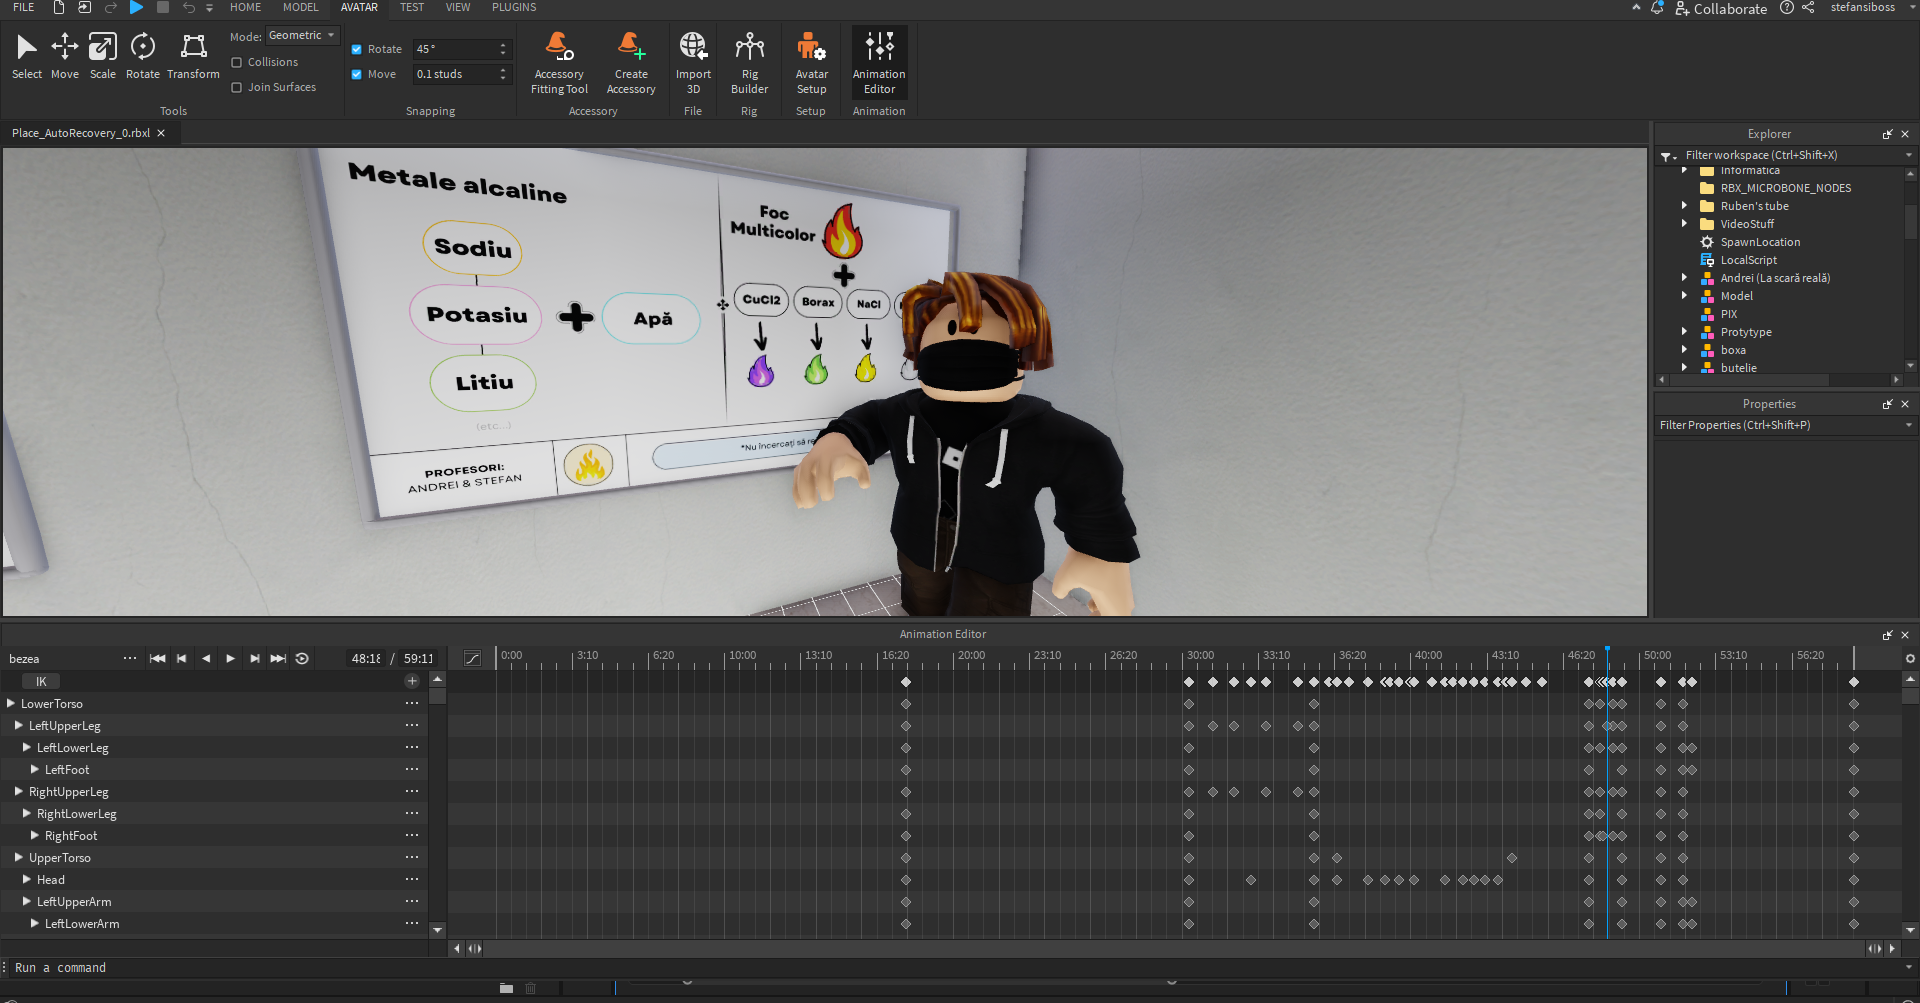 FILE
HOME
MODEL
AVATAR
TEST
VIEW
PLUGINS
Collaborate
stefansiboss
Select
Move
Scale
Rotate
Transform
Mode:
Geometric
Collisions
Join Surfaces
Tools
Rotate
45°
Move
0.1 studs
Snapping
Accessory
Fitting Tool
Create
Accessory
Accessory
Import
3D
File
Rig
Builder
Rig
Avatar
Setup
Setup
Animation
Editor
Animation
Place_AutoRecovery_0.rbxl
Metale alcaline
Sodiu
Potasiu
Litiu
(etc...)
Apă
Foc
Multicolor
CuCl2
Borax
NaCl
PROFESORI:
ANDREI & STEFAN
*Nu încercați să re
Explorer
Filter workspace (Ctrl+Shift+X)
Informatica
RBX_MICROBONE_NODES
Ruben's tube
VideoStuff
SpawnLocation
LocalScript
Andrei (La scară reală)
Model
PIX
Protytype
boxa
butelie
Properties
Filter Properties (Ctrl+Shift+P)
Animation Editor
bezea
48:18 / 59:11
0:00
3:10
6:20
10:00
13:10
16:20
20:00
23:10
26:20
30:00
33:10
36:20
40:00
43:10
46:20
50:00
53:10
56:20
IK
LowerTorso
LeftUpperLeg
LeftLowerLeg
LeftFoot
RightUpperLeg
RightLowerLeg
RightFoot
UpperTorso
Head
LeftUpperArm
LeftLowerArm
Run a command